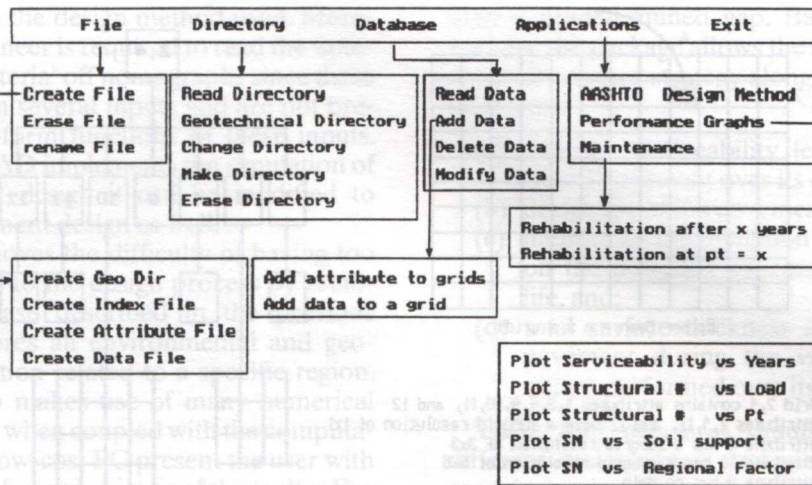 File Directory Database Applications Exit
Create File
Erase File
rename File
Read Directory
Geotechnical Directory
Change Directory
Make Directory
Erase Directory
Read Data
Add Data
Delete Data
Modify Data
AASHTO Design Method
Performance Graphs
Maintenance
Rehabilitation after x years
Rehabilitation at pt = x
Create Geo Dir
Create Index File
Create Attribute File
Create Data File
Add attribute to grids
Add data to a grid
Plot Serviceability vs Years
Plot Structural # vs Load
Plot Structural # vs Pt
Plot SN vs Soil support
Plot SN vs Regional Factor